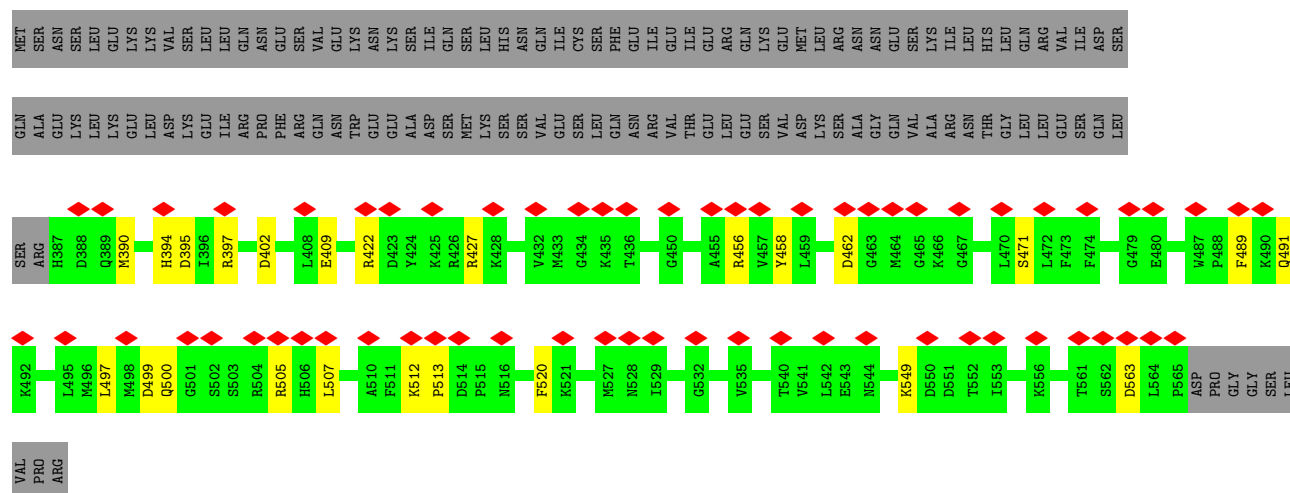 MET SER ASN SER LEU GLU LYS LYS VAL SER LEU LEU GLN ASN GLU SER VAL GLU LYS ASN LYS SER ILE GLN SER LEU HIS ASN GLN ILE CYS SER PHE GLU ILE GLU ILE GLU ARG GLN LYS GLU MET LEU ARG ASN ASN GLU SER LYS ILE LEU HIS LEU GLN ARG VAL ILE ASP SER
GLN ALA GLU LYS LEU LYS GLU LEU ASP LYS GLU ILE ARG PRO PHE ARG GLN ASN TRP GLU GLU ALA ASP SER MET LYS SER SER VAL GLU SER LEU GLN ASN ARG VAL THR GLU LEU GLU SER VAL ASP LYS SER ALA GLY GLN VAL ALA ARG ASN THR GLY LEU LEU GLU SER GLN LEU
SER ARG H387 D388 Q389 M390 H394 D395 I396 R397 D402 L408 E409 R422 D423 Y424 K425 R426 R427 K428 V432 M433 G434 K435 T436 G450 A455 R456 V457 Y458 L459 D462 G463 M464 G465 K466 G467 L470 S471 L472 F473 F474 G479 E480 W487 P488 F489 K490 Q491
K492 L495 M496 L497 M498 D499 Q500 G501 S502 S503 R504 R505 H506 L507 A510 F511 K512 P513 D514 P515 N516 F520 K521 M527 N528 I529 G532 V535 T540 V541 L542 E543 N544 K549 D550 D551 T552 I553 K556 T561 S562 D563 L564 P565 ASP PRO GLY GLY SER LEU
VAL PRO ARG